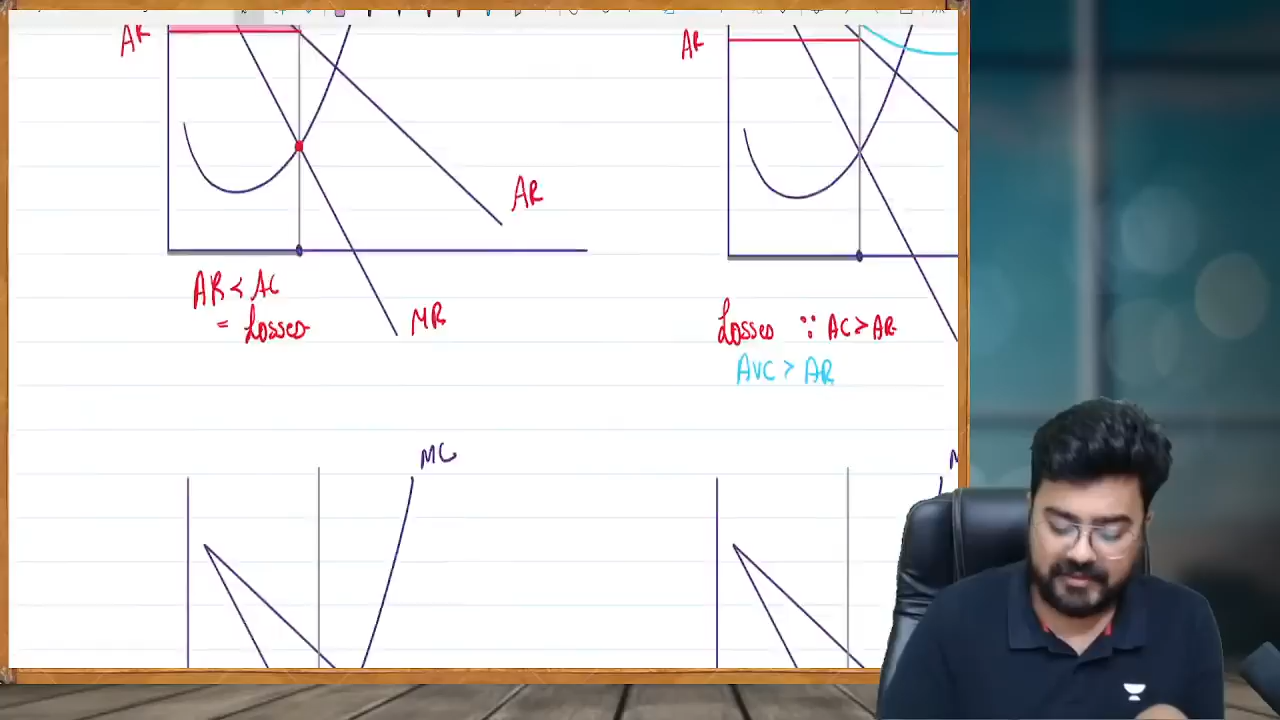 AR
AR
AR
AR < AC
= Losses
MR
Losses ∵ AC > AR
AVC > AR
MC